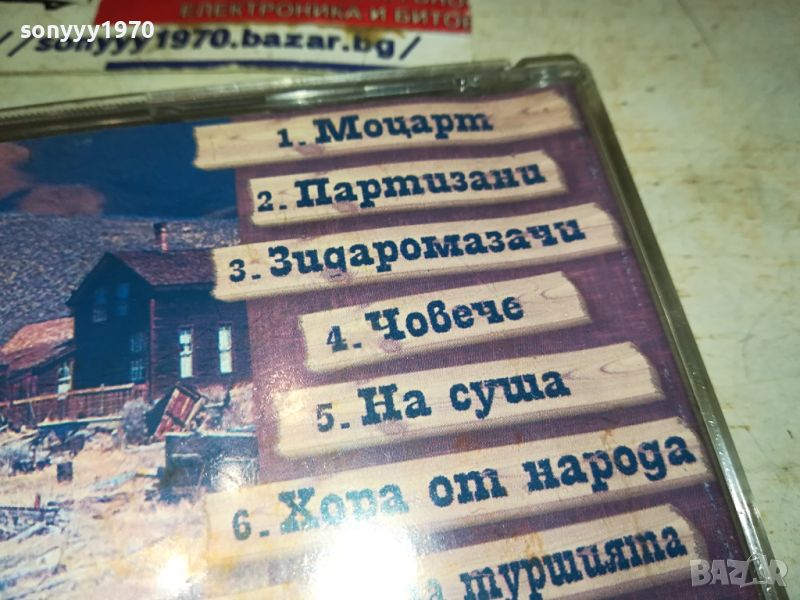 sonyyy1970
ЕЛЕКТРОНИКА И БИТОВ
//sonyyy1970.bazar.bg/
1. Моцарт
2. Партизани
3. Зидаромазачи
4. Човече
5. На суша
6. Хора от народа
туршията
BAZAR